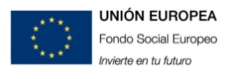 UNIÓN EUROPEA
Fondo Social Europeo
Invierte en tu futuro